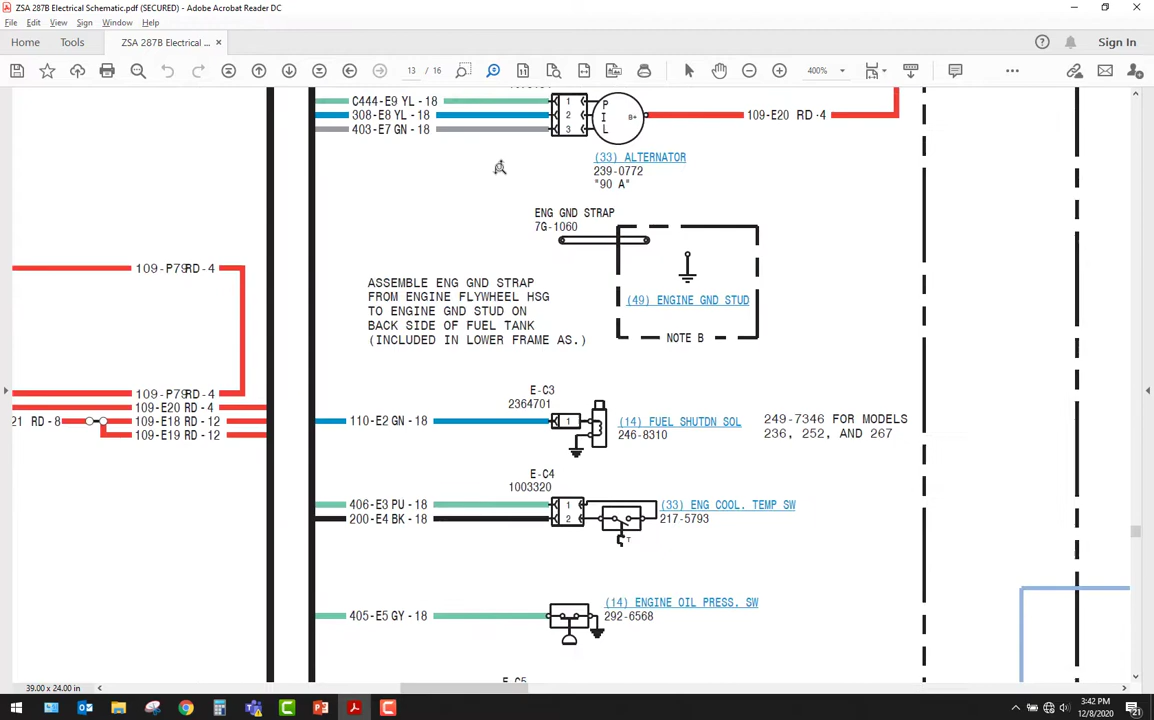 ZSA 287B Electrical Schematic.pdf (SECURED) - Adobe Acrobat Reader DC
File Edit View Sign Window Help
Home Tools ZSA 287B Electrical ... × Sign In
13 / 16 400%
C444-E9 YL - 18 1 P
308-E8 YL - 18 2 I B+ 109-E20 RD -4
403-E7 GN - 18 3 L
(33) ALTERNATOR
239-0772
"90 A"
ENG GND STRAP
7G-1060
109-P79RD-4
ASSEMBLE ENG GND STRAP
FROM ENGINE FLYWHEEL HSG
TO ENGINE GND STUD ON
BACK SIDE OF FUEL TANK
(INCLUDED IN LOWER FRAME AS.)
(49) ENGINE GND STUD
NOTE B
109-P79RD-4
109-E20 RD-4
21 RD-8 109-E18 RD-12
109-E19 RD-12
E-C3
2364701
110-E2 GN - 18 1 (14) FUEL SHUTDN SOL
246-8310
249-7346 FOR MODELS
236, 252, AND 267
E-C4
1003320
406-E3 PU - 18 1 (33) ENG COOL. TEMP SW
200-E4 BK - 18 2 217-5793
T
405-E5 GY - 18 (14) ENGINE OIL PRESS. SW
292-6568
E-C5
39.00 x 24.00 in
3:42 PM
12/8/2020
21